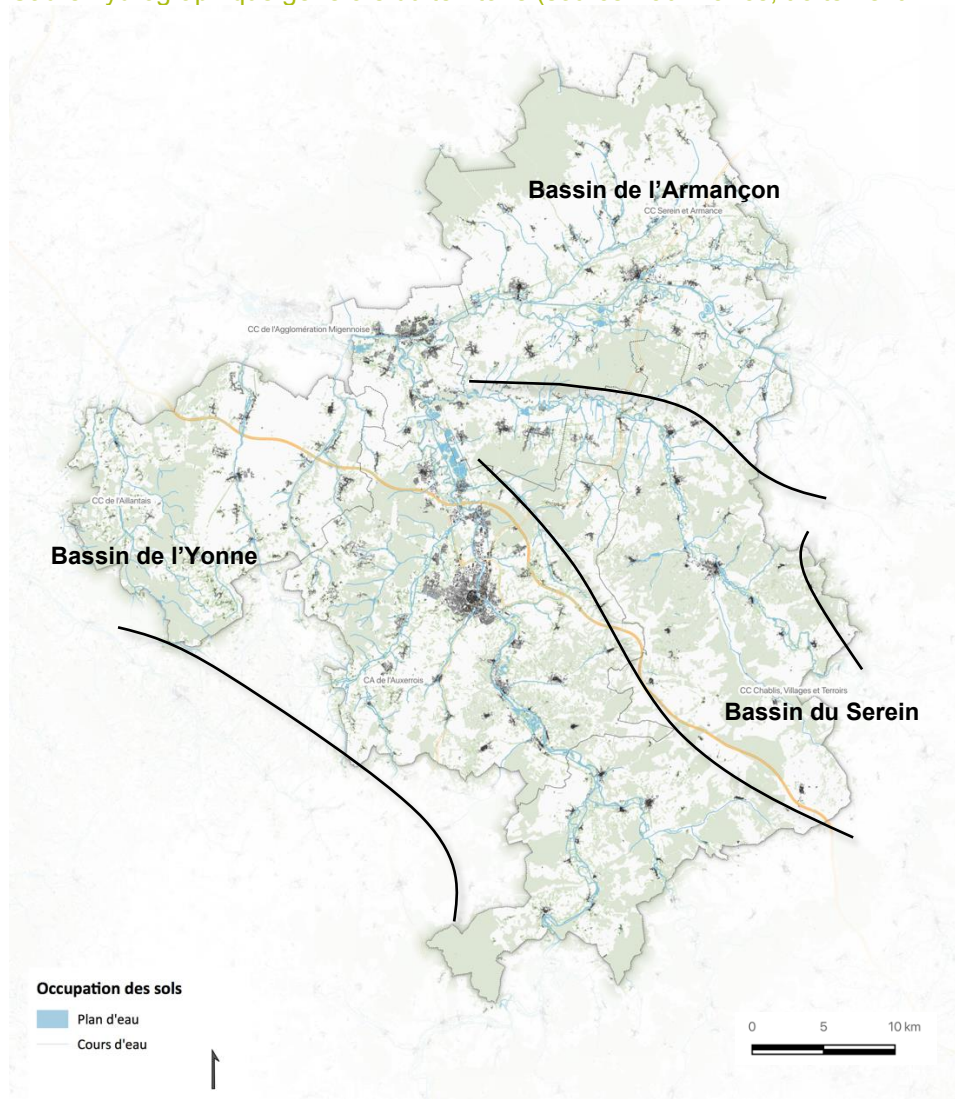 Bassin de l'Armançon
CC Serein et Armance
CC de l'Agglomération Migennoise
CC de l'Aillantais
Bassin de l'Yonne
CA de l'Auxerrois
CC Chablis, Villages et Terroirs
Bassin du Serein
Occupation des sols
Plan d'eau
Cours d'eau
0 5 10 km